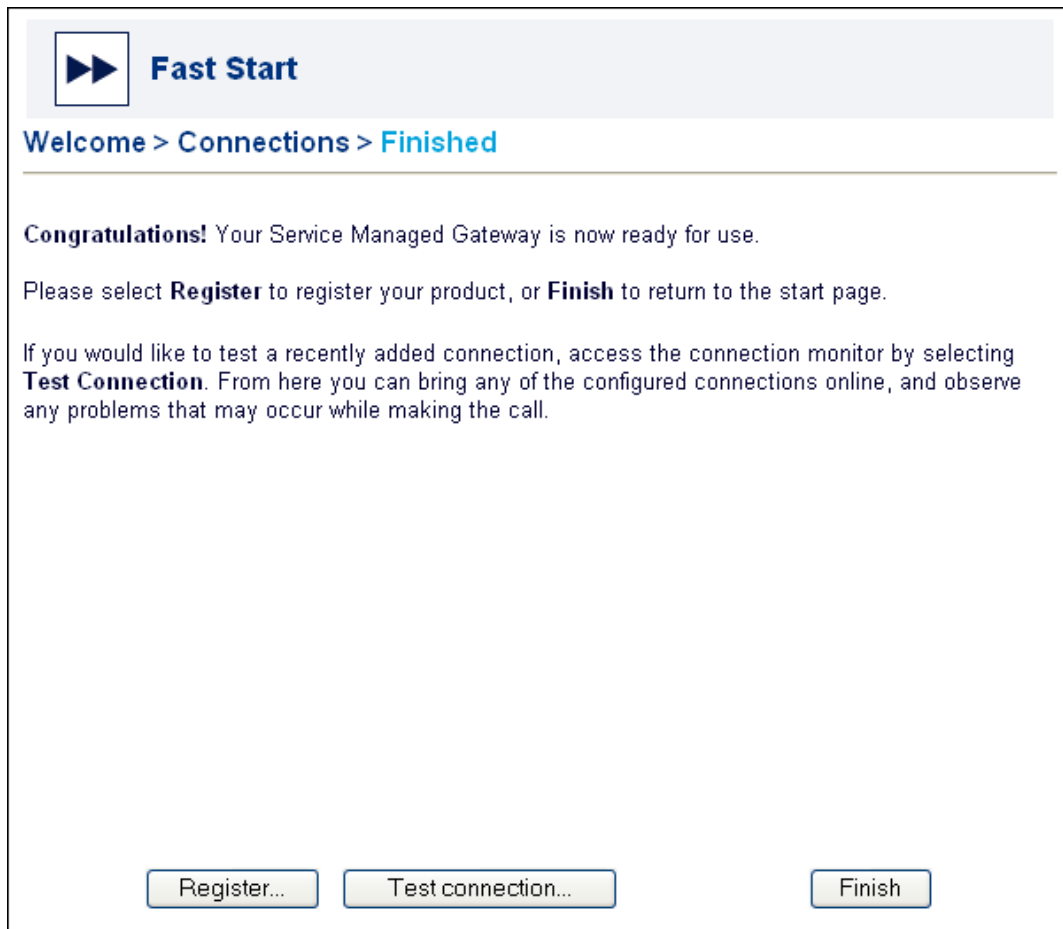 Fast Start
Welcome > Connections > Finished
Congratulations! Your Service Managed Gateway is now ready for use.
Please select Register to register your product, or Finish to return to the start page.
If you would like to test a recently added connection, access the connection monitor by selecting
Test Connection. From here you can bring any of the configured connections online, and observe
any problems that may occur while making the call.
Register...
Test connection...
Finish